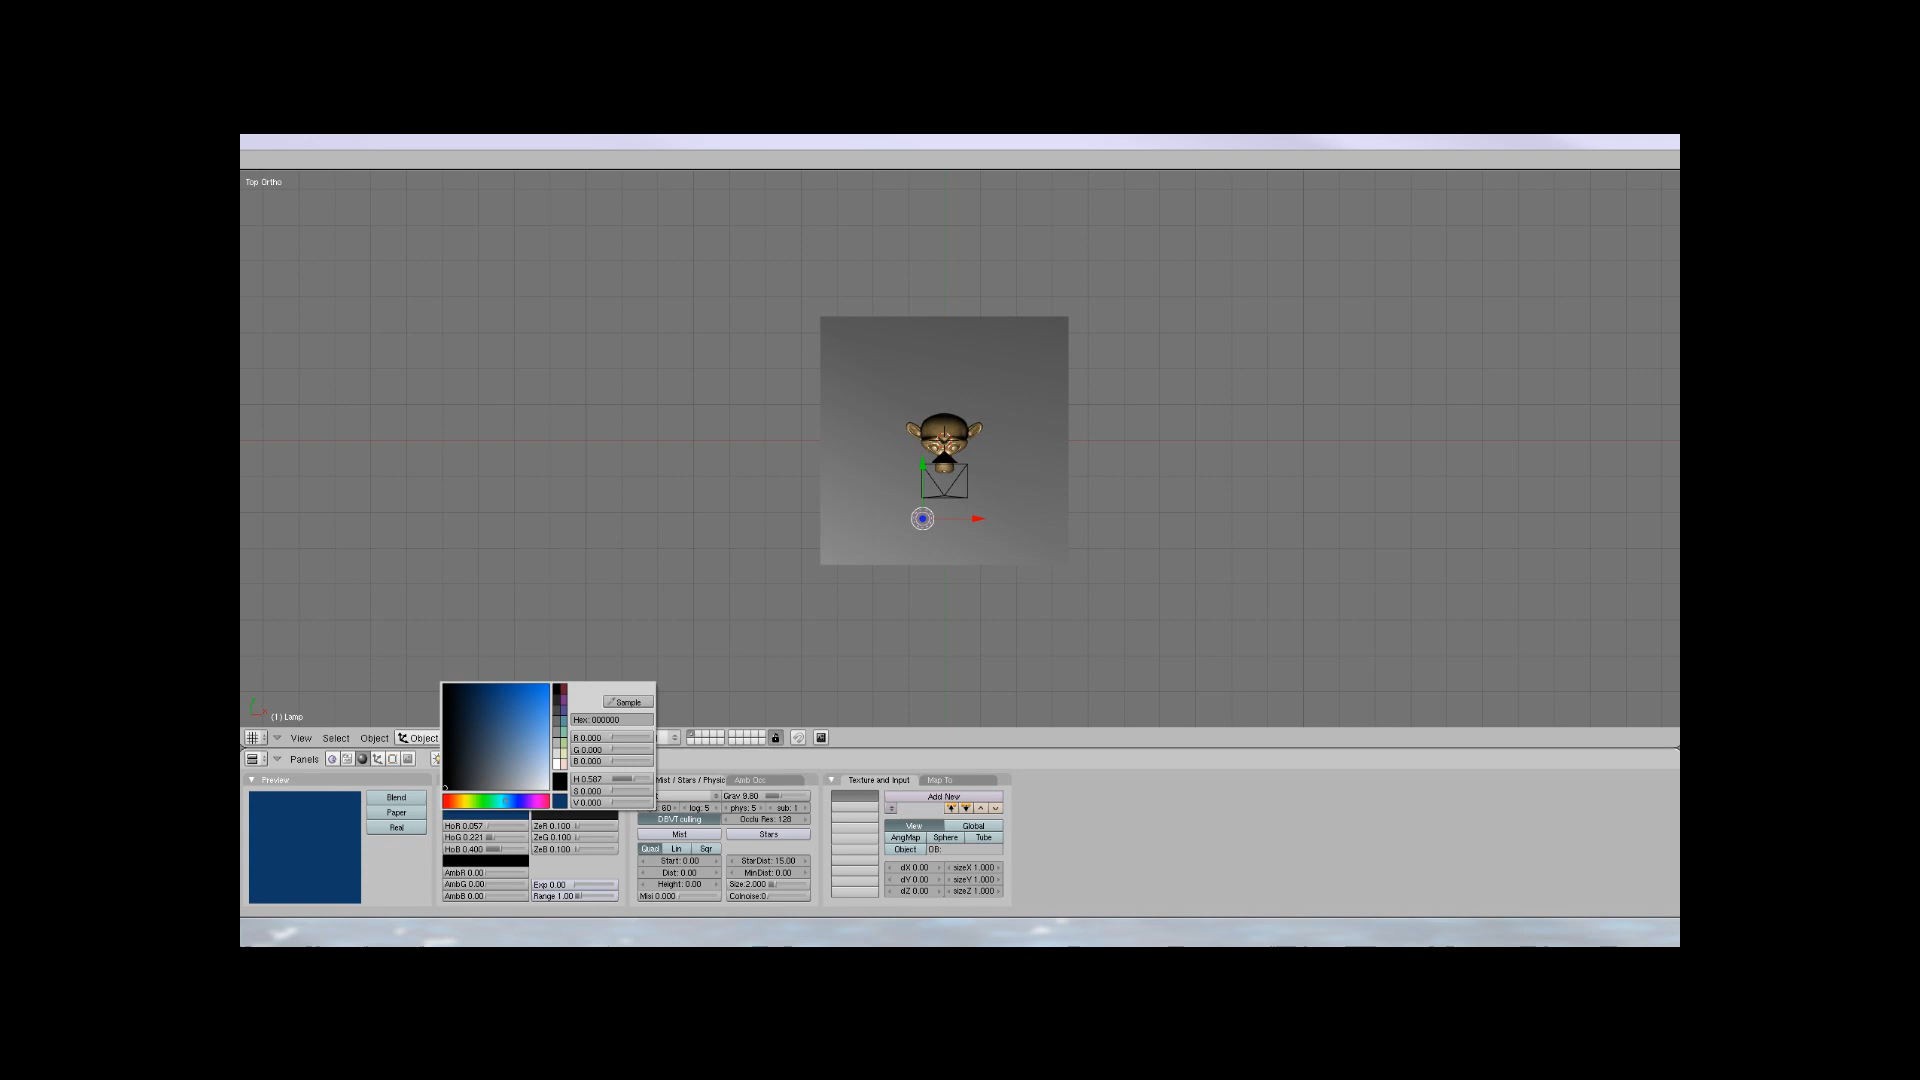 Top Ortho
(1) Lamp
Sample
Hex: 000000
R 0.000
G 0.000
B 0.000
H 0.587
S 0.000
V 0.000
View Select Object Object
Panels
Preview
Blend
Paper
Real
HoR 0.057
HoG 0.221
HoB 0.400
AmbR 0.00
AmbG 0.00
AmbB 0.00
ZeR 0.100
ZeG 0.100
ZeB 0.100
Exp 0.00
Range 1.00
Mist / Stars / Physic Amb Occ
Grav 9.80
: 60 log: 5 phys: 5 sub: 1
DBVT culling Occlu Res: 128
Mist Stars
Quad Lin Sqr
Start: 0.00 StarDist: 15.00
Dist: 0.00 MinDist: 0.00
Height: 0.00 Size:2.000
Misi 0.000 Colnoise:0.
Texture and Input Map To
Add New
View Global
AngMap Sphere Tube
Object OB:
dX 0.00 sizeX 1.000
dY 0.00 sizeY 1.000
dZ 0.00 sizeZ 1.000